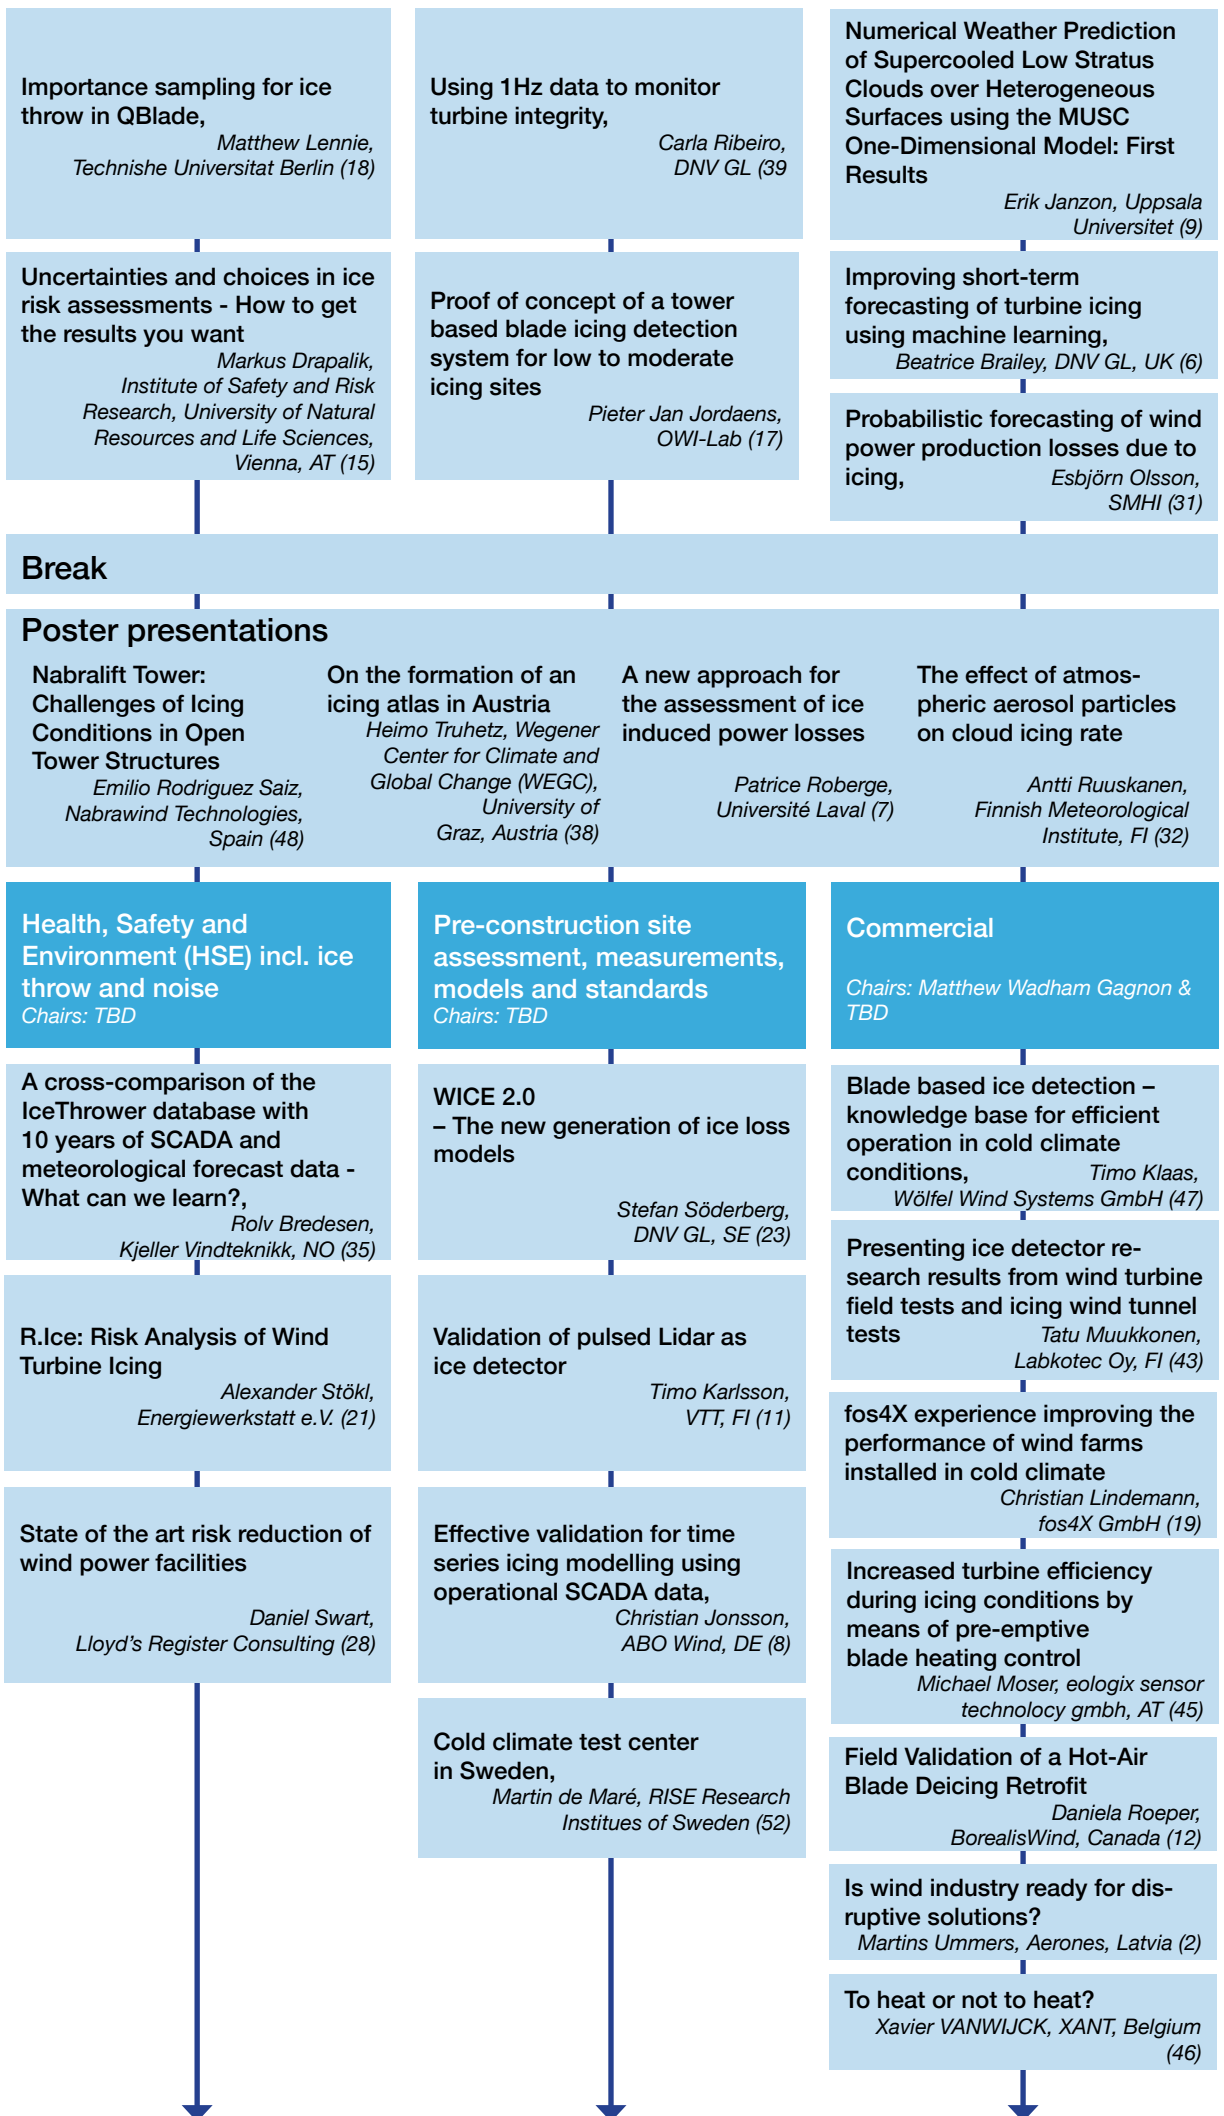 Importance sampling for ice
throw in QBlade,
Matthew Lennie,
Technishe Universitat Berlin (18)
Uncertainties and choices in ice
risk assessments - How to get
the results you want
Markus Drapalik,
Institute of Safety and Risk
Research, University of Natural
Resources and Life Sciences,
Vienna, AT (15)
Using 1Hz data to monitor
turbine integrity,
Carla Ribeiro,
DNV GL (39
Proof of concept of a tower
based blade icing detection
system for low to moderate
icing sites
Pieter Jan Jordaens,
OWI-Lab (17)
Numerical Weather Prediction
of Supercooled Low Stratus
Clouds over Heterogeneous
Surfaces using the MUSC
One-Dimensional Model: First
Results
Erik Janzon, Uppsala
Universitet (9)
Improving short-term
forecasting of turbine icing
using machine learning,
Beatrice Brailey, DNV GL, UK (6)
Probabilistic forecasting of wind
power production losses due to
icing, Esbjörn Olsson,
SMHI (31)
Break
Poster presentations
Nabralift Tower:
Challenges of Icing
Conditions in Open
Tower Structures
Emilio Rodriguez Saiz,
Nabrawind Technologies,
Spain (48)
On the formation of an
icing atlas in Austria
Heimo Truhetz, Wegener
Center for Climate and
Global Change (WEGC),
University of
Graz, Austria (38)
A new approach for
the assessment of ice
induced power losses
Patrice Roberge,
Université Laval (7)
The effect of atmos-
pheric aerosol particles
on cloud icing rate
Antti Ruuskanen,
Finnish Meteorological
Institute, FI (32)
Health, Safety and
Environment (HSE) incl. ice
throw and noise
Chairs: TBD
A cross-comparison of the
IceThrower database with
10 years of SCADA and
meteorological forecast data -
What can we learn?,
Rolv Bredesen,
Kjeller Vindteknikk, NO (35)
R.Ice: Risk Analysis of Wind
Turbine Icing
Alexander Stökl,
Energiewerkstatt e.V. (21)
State of the art risk reduction of
wind power facilities
Daniel Swart,
Lloyd's Register Consulting (28)
Pre-construction site
assessment, measurements,
models and standards
Chairs: TBD
WICE 2.0
– The new generation of ice loss
models
Stefan Söderberg,
DNV GL, SE (23)
Validation of pulsed Lidar as
ice detector
Timo Karlsson,
VTT, FI (11)
Effective validation for time
series icing modelling using
operational SCADA data,
Christian Jonsson,
ABO Wind, DE (8)
Cold climate test center
in Sweden,
Martin de Maré, RISE Research
Institues of Sweden (52)
Commercial
Chairs: Matthew Wadham Gagnon &
TBD
Blade based ice detection –
knowledge base for efficient
operation in cold climate
conditions, Timo Klaas,
Wölfel Wind Systems GmbH (47)
Presenting ice detector re-
search results from wind turbine
field tests and icing wind tunnel
tests Tatu Muukkonen,
Labkotec Oy, FI (43)
fos4X experience improving the
performance of wind farms
installed in cold climate
Christian Lindemann,
fos4X GmbH (19)
Increased turbine efficiency
during icing conditions by
means of pre-emptive
blade heating control
Michael Moser, eologix sensor
technolocy gmbh, AT (45)
Field Validation of a Hot-Air
Blade Deicing Retrofit
Daniela Roeper,
BorealisWind, Canada (12)
Is wind industry ready for dis-
ruptive solutions?
Martins Ummers, Aerones, Latvia (2)
To heat or not to heat?
Xavier VANWIJCK, XANT, Belgium
(46)